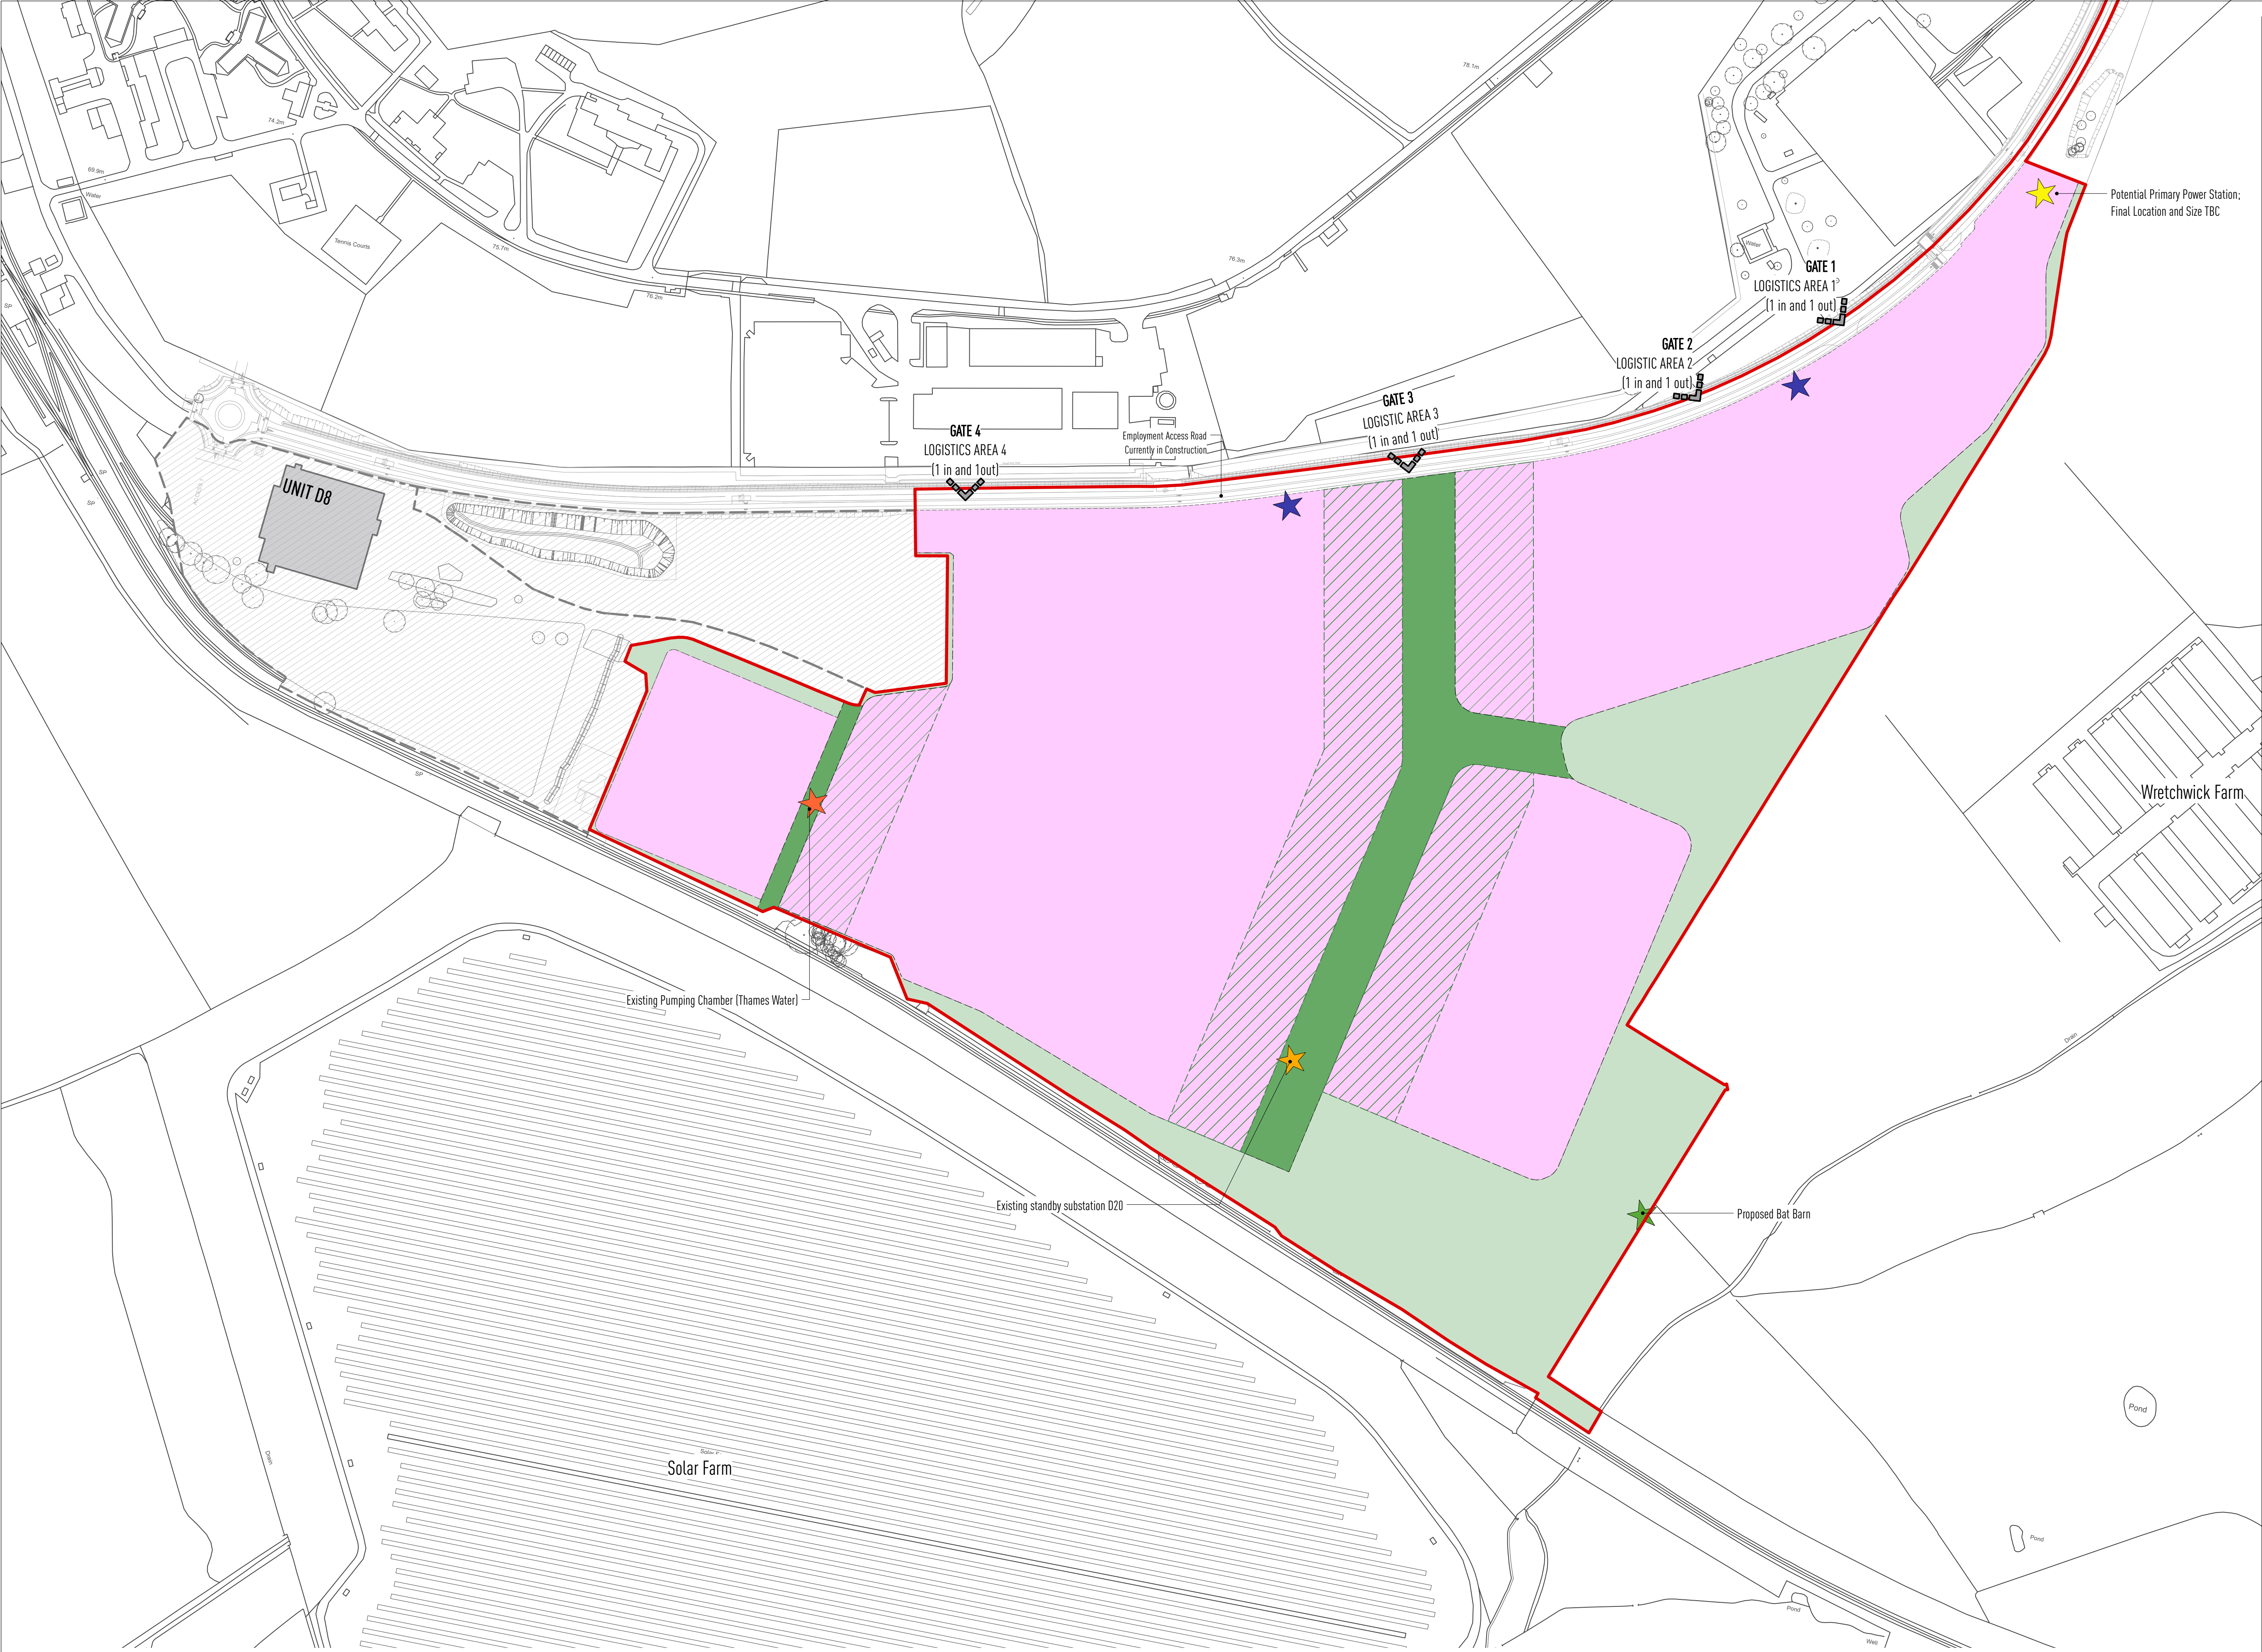 78.1m
74.2m
69.9m
Water
Tennis Courts
75.7m
76.2m
76.3m
Water
SP
Potential Primary Power Station;
Final Location and Size TBC
GATE 1
LOGISTICS AREA 1
(1 in and 1 out)
GATE 2
LOGISTIC AREA 2
(1 in and 1 out)
GATE 3
LOGISTIC AREA 3
(1 in and 1 out)
GATE 4
LOGISTICS AREA 4
(1 in and 1out)
Employment Access Road
Currently in Construction
SP
SP
UNIT D8
SP
Wretchwick Farm
Existing Pumping Chamber (Thames Water)
Drain
Existing standby substation D20
Proposed Bat Barn
Pond
Drain
Solar Farm
Pond
Pond
Well